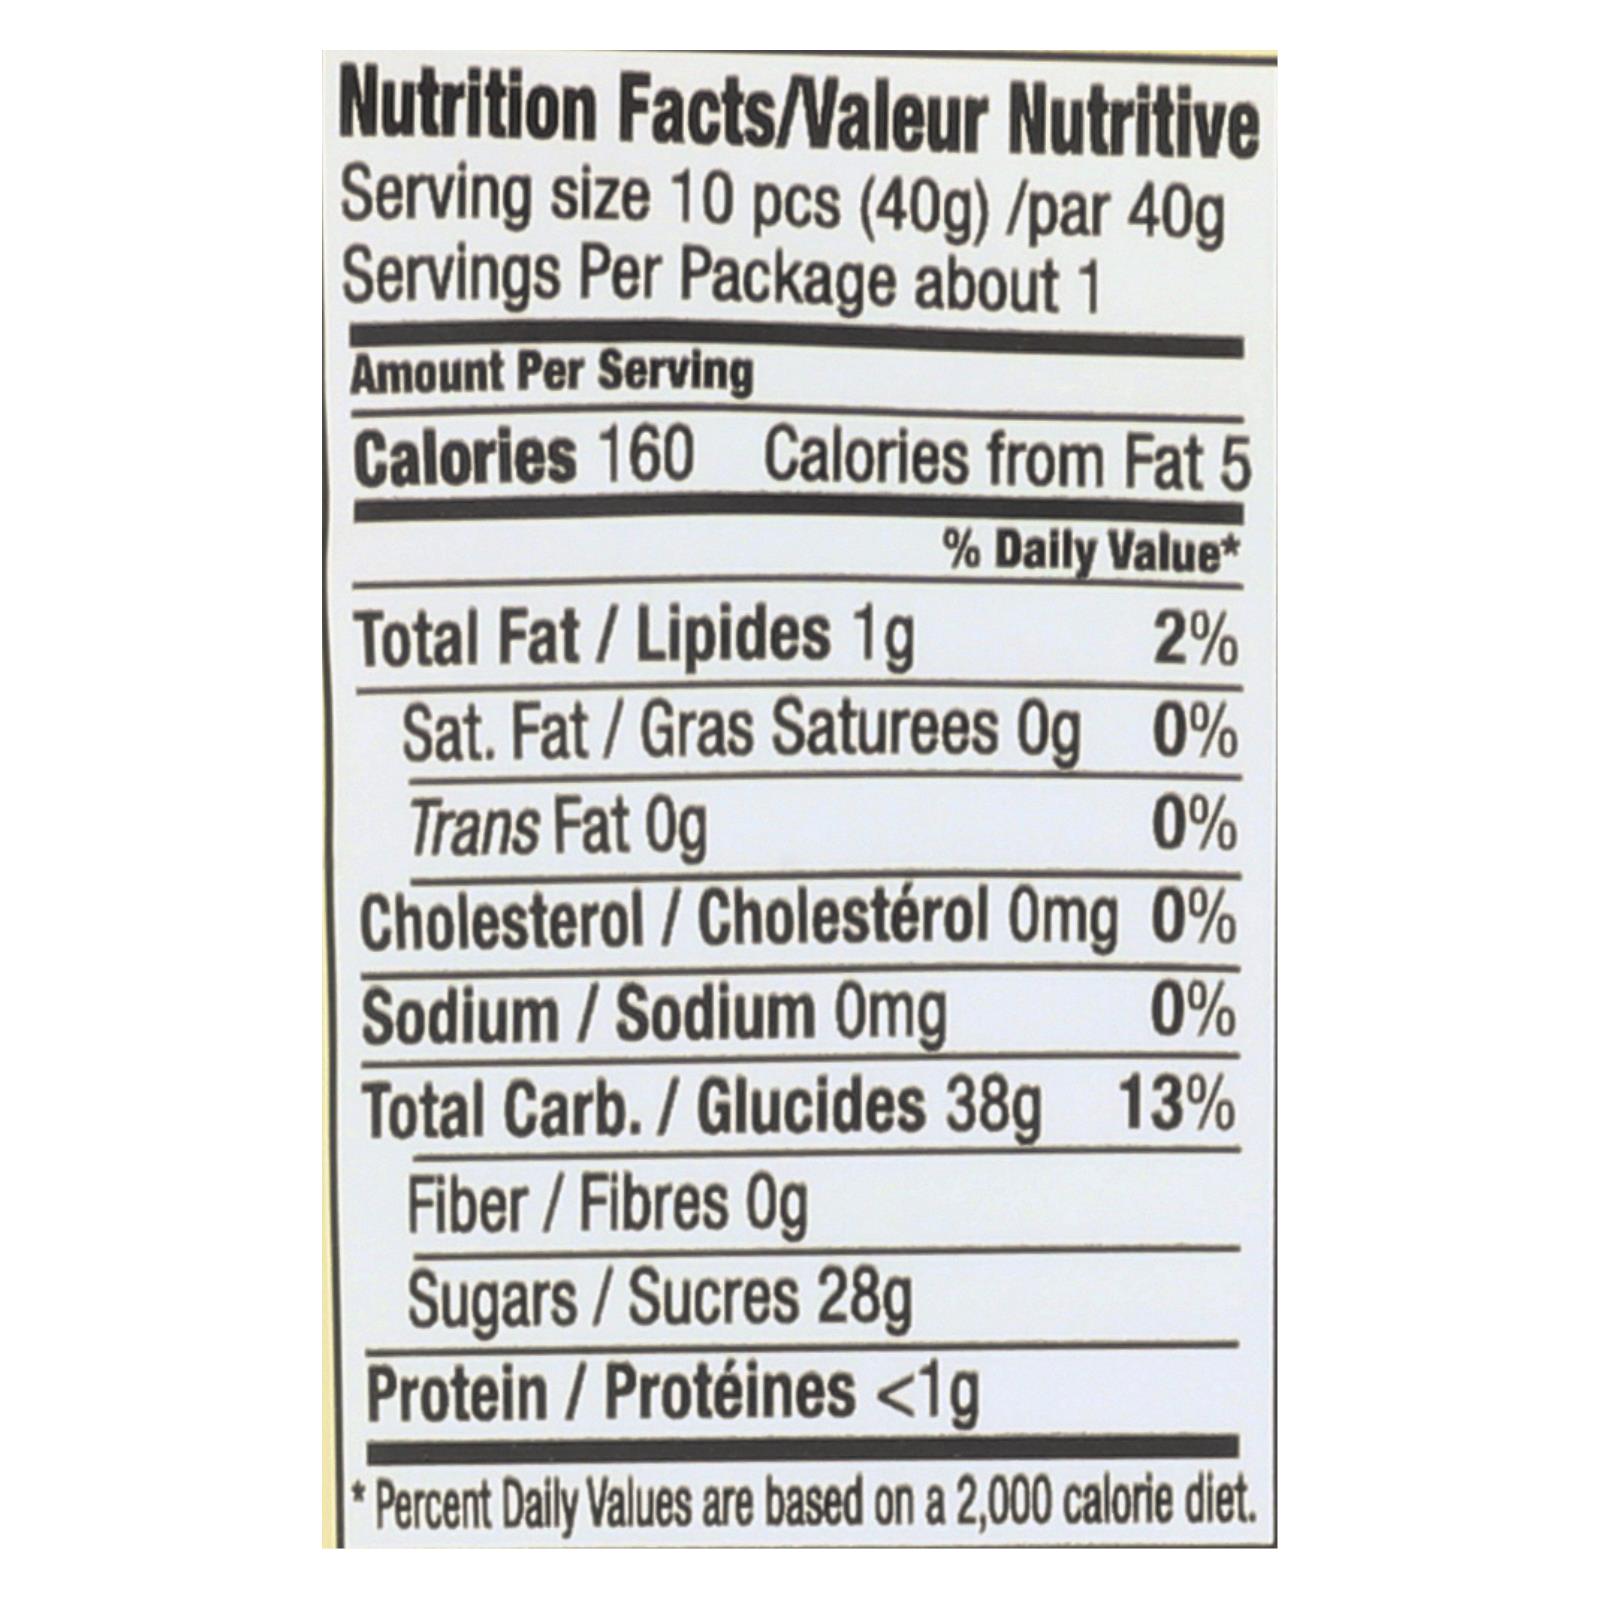 Nutrition Facts/Valeur Nutritive
Serving size 10 pcs (40g) /par 40g
Servings Per Package about 1
Amount Per Serving
Calories 160 Calories from Fat 5
% Daily Value*
Total Fat / Lipides 1g 2%
Sat. Fat / Gras Saturees 0g 0%
Trans Fat 0g 0%
Cholesterol / Cholestérol 0mg 0%
Sodium / Sodium 0mg 0%
Total Carb. / Glucides 38g 13%
Fiber / Fibres 0g
Sugars / Sucres 28g
Protein / Protéines <1g
* Percent Daily Values are based on a 2,000 calorie diet.